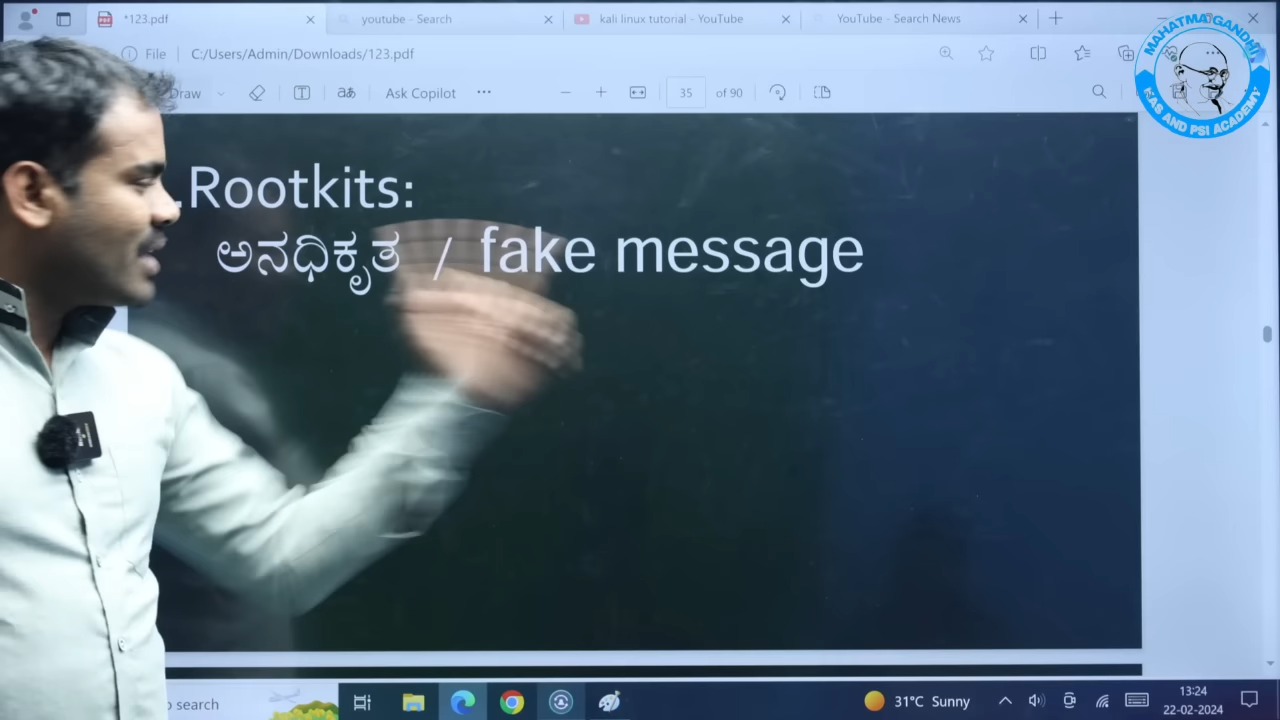 *123.pdf
youtube - Search
kali linux tutorial - YouTube
YouTube - Search News
File
C:/Users/Admin/Downloads/123.pdf
Draw
Ask Copilot
35
of 90
MAHATMA GANDHI
KAS AND PSI ACADEMY
.Rootkits:
ಅನಧಿಕೃತ / fake message
search
31°C Sunny
13:24
22-02-2024